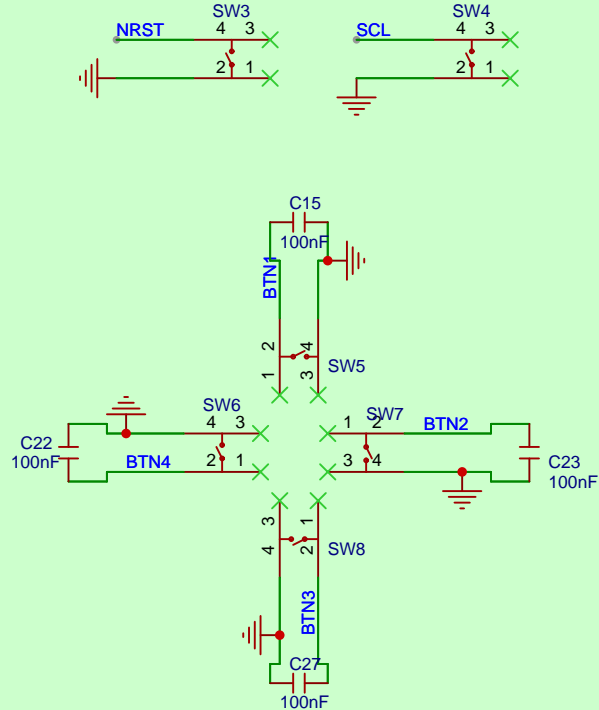 SW3
NRST
4 3
2 1
SW4
SCL
4 3
2 1
C15
100nF
BTN1
2 4
1 3
SW5
SW6
4 3
2 1
C22
100nF
BTN4
SW7
1 2
3 4
BTN2
C23
100nF
3 1
4 2
SW8
BTN3
C27
100nF